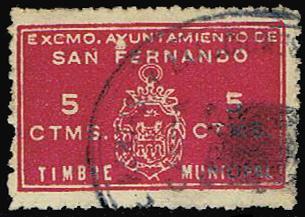 EXCMO. AYUNTAMIENTO DE
SAN FERNANDO
5 5
CTMS. CTMS.
TIMBRE MUNICIPAL